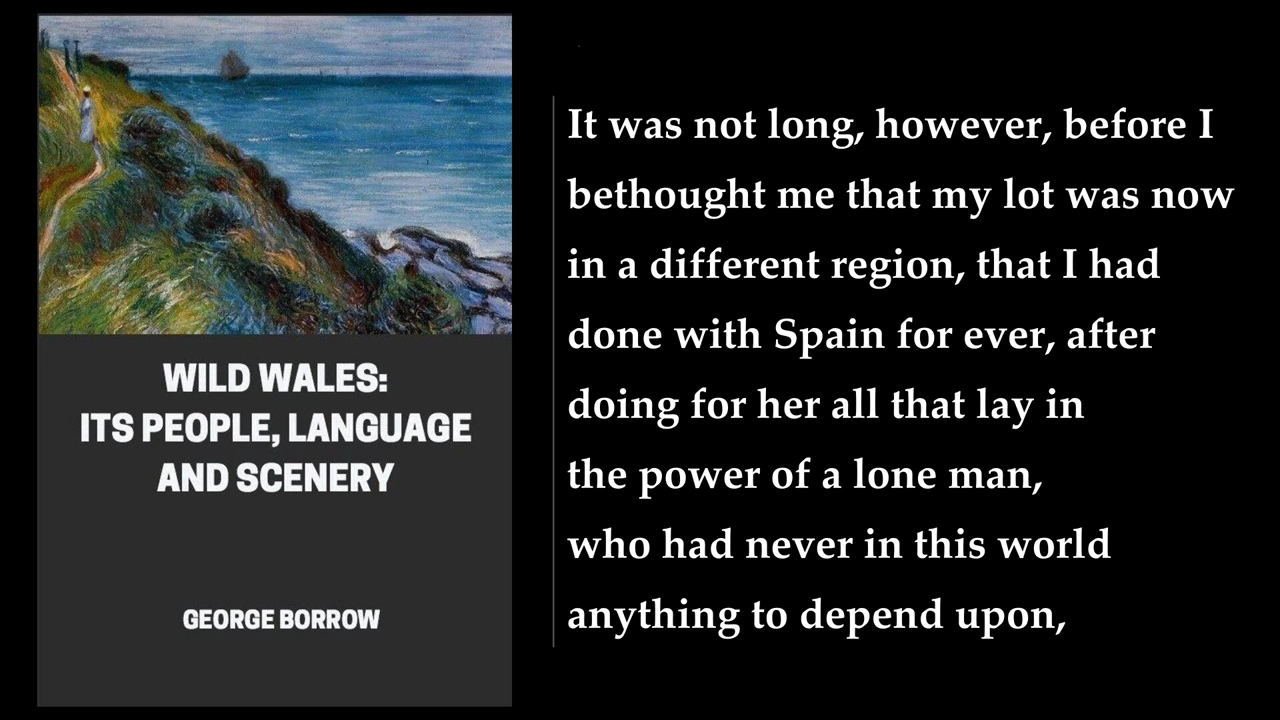 WILD WALES:
ITS PEOPLE, LANGUAGE
AND SCENERY
GEORGE BORROW
It was not long, however, before I
bethought me that my lot was now
in a different region, that I had
done with Spain for ever, after
doing for her all that lay in
the power of a lone man,
who had never in this world
anything to depend upon,